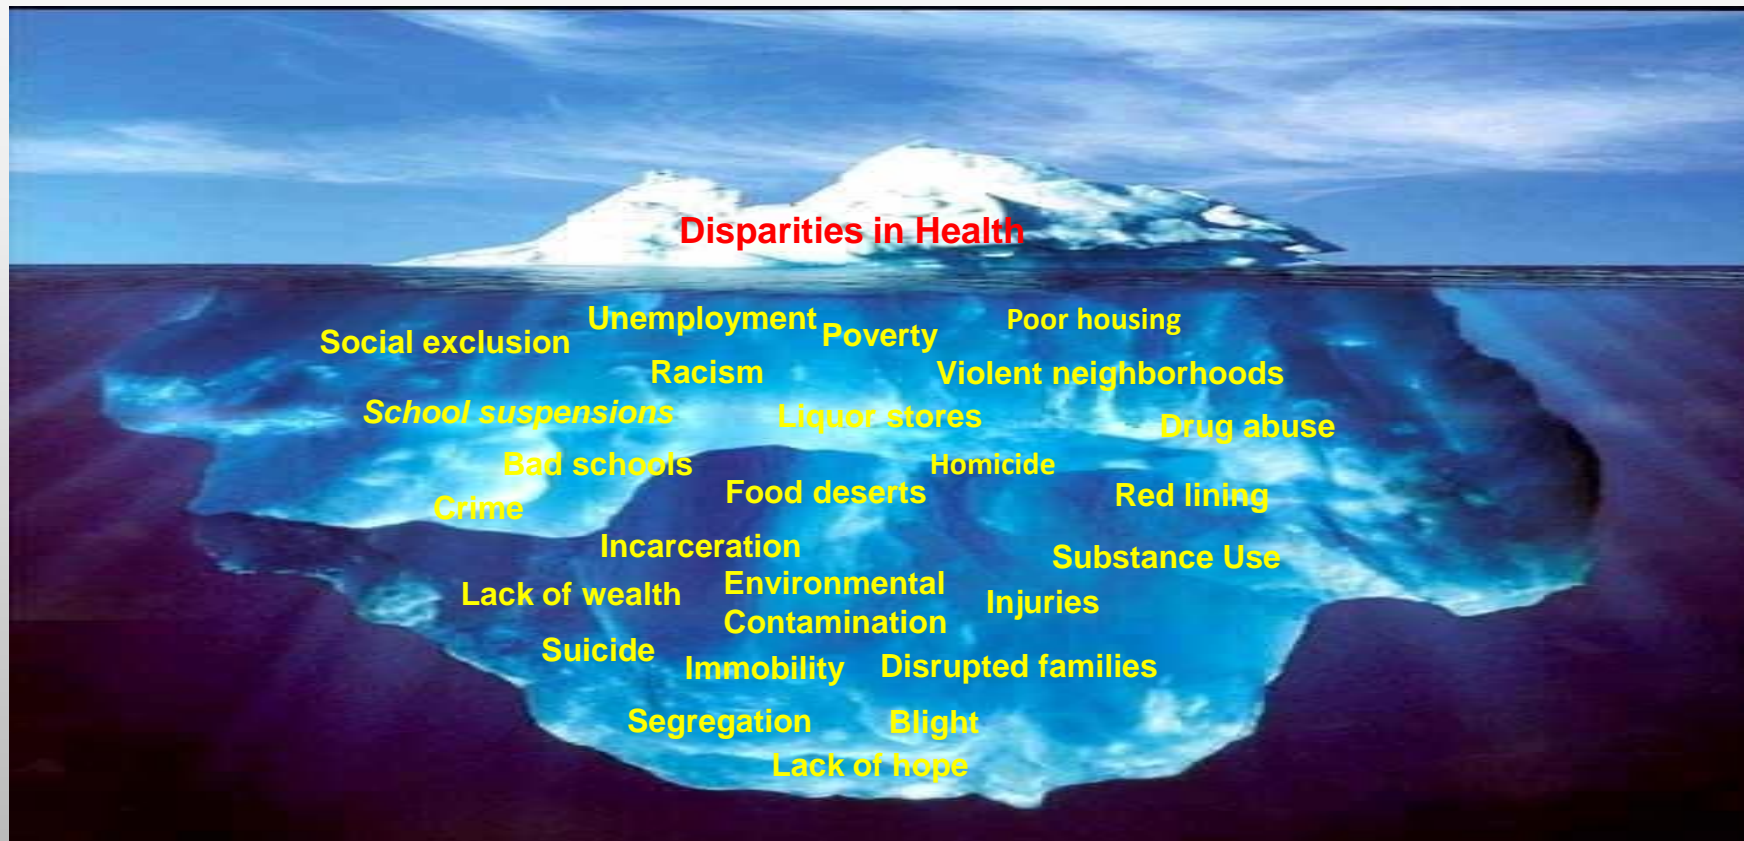 Disparities in Health
Unemployment
Poor housing
Poverty
Social exclusion
Racism
Violent neighborhoods
School suspensions
Liquor stores
Drug abuse
Bad schools
Homicide
Food deserts
Red lining
Crime
Incarceration
Substance Use
Environmental
Contamination
Lack of wealth
Injuries
Suicide
Immobility
Disrupted families
Segregation
Blight
Lack of hope